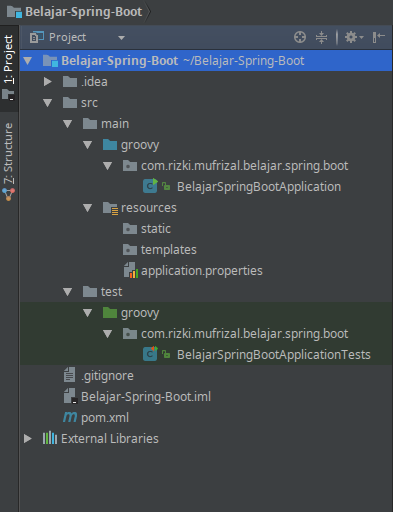 Belajar-Spring-Boot
1: Project
7: Structure
Project
Belajar-Spring-Boot ~/Belajar-Spring-Boot
.idea
src
main
groovy
com.rizki.mufrizal.belajar.spring.boot
BelajarSpringBootApplication
resources
static
templates
application.properties
test
groovy
com.rizki.mufrizal.belajar.spring.boot
BelajarSpringBootApplicationTests
.gitignore
Belajar-Spring-Boot.iml
m pom.xml
External Libraries